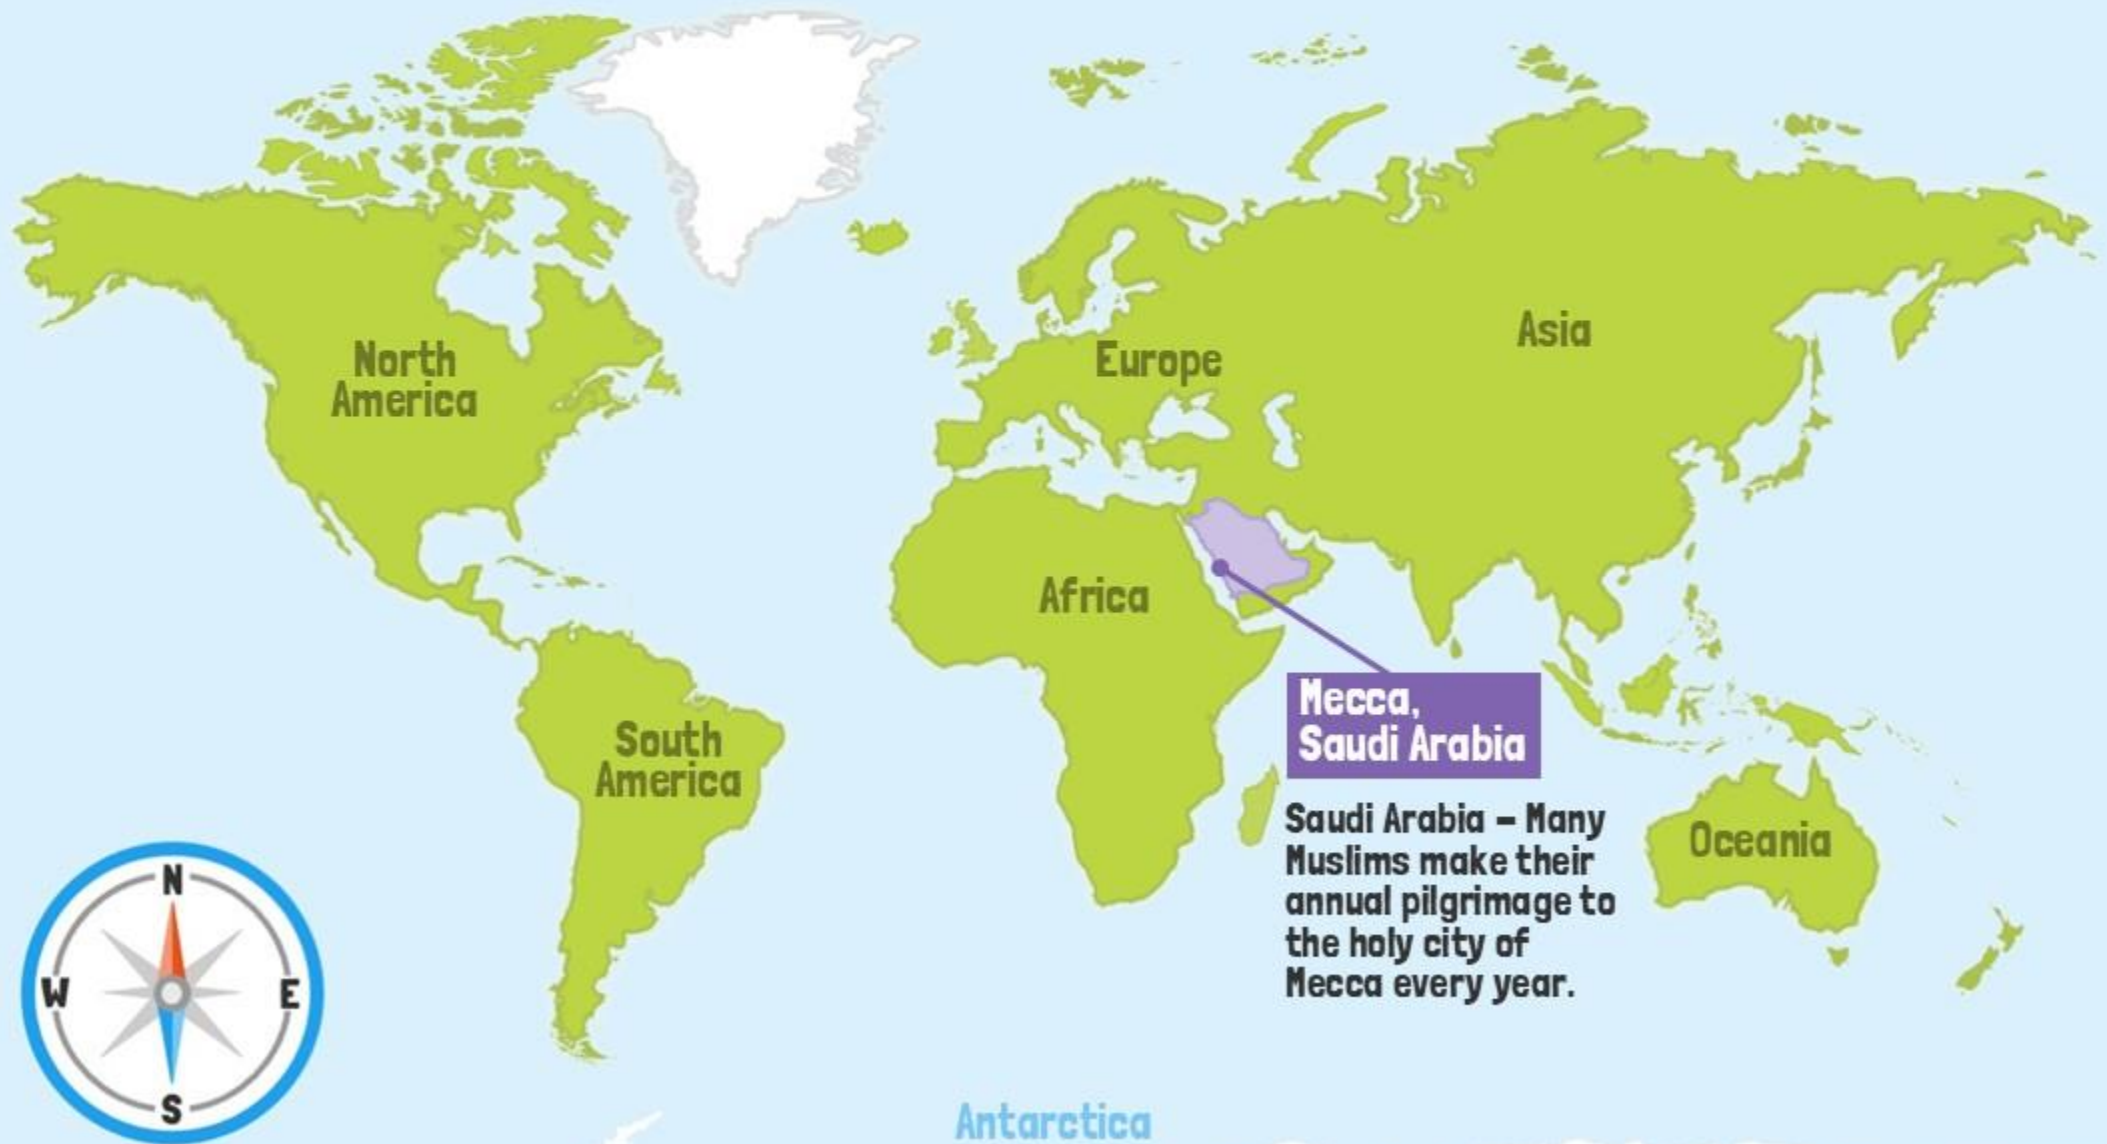 North
America
Europe
Asia
Africa
South
America
Mecca,
Saudi Arabia
Saudi Arabia – Many
Muslims make their
annual pilgrimage to
the holy city of
Mecca every year.
Oceania
N
W
E
S
Antarctica